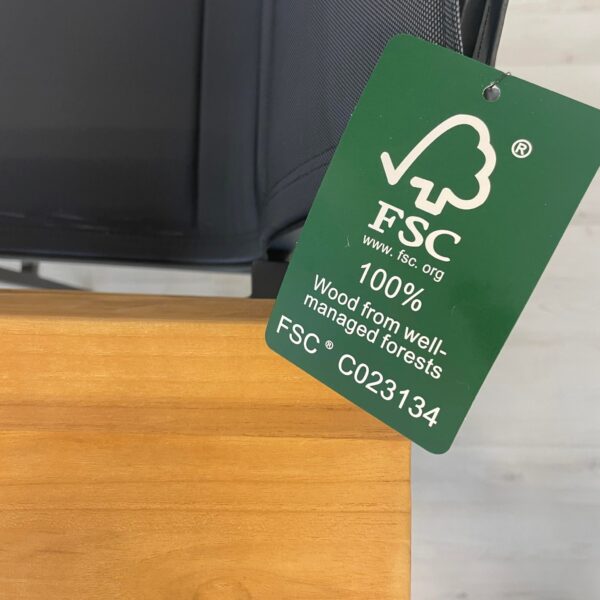 ®
FSC
www. fsc. org
100%
Wood from well-
managed forests
FSC ® C023134